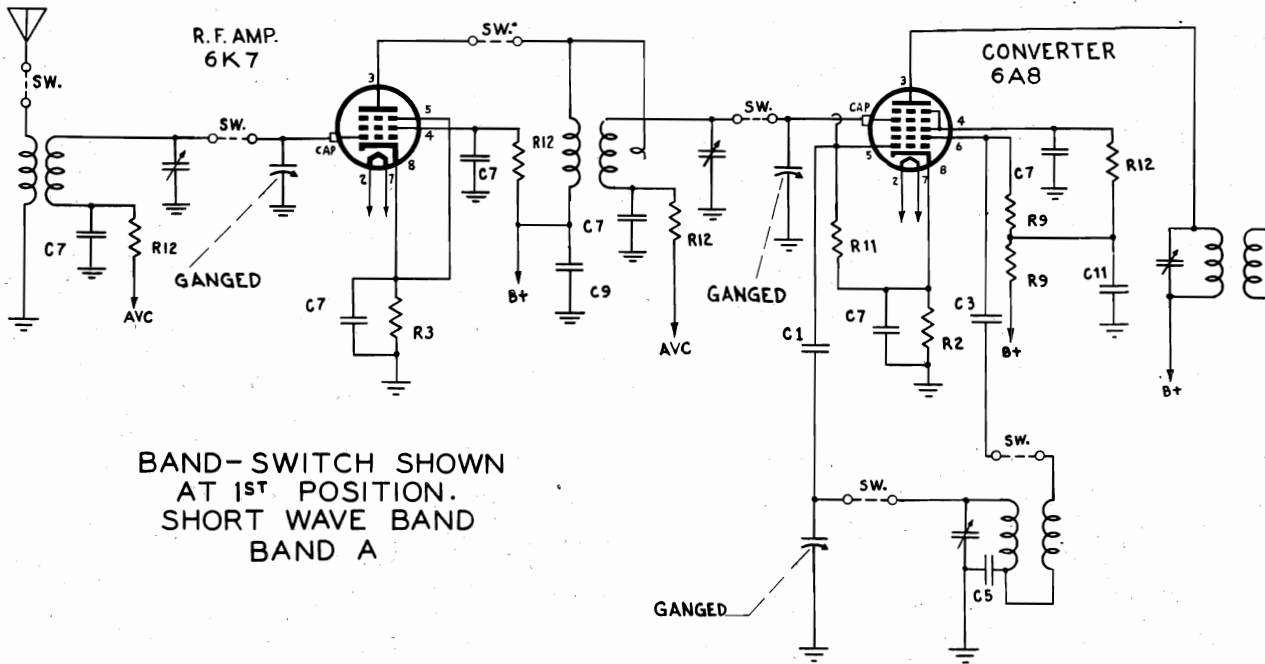 R.F. AMP.
6K7
SW.
SW.
CONVERTER
6A8
3
5
4
8
2
7
CAP
SW.
C7
R12
SW.
CAP
3
4
6
5
8
2
7
C7
R12
C7
R12
AVC
GANGED
C7
R3
B+
C9
C7
R12
AVC
GANGED
R11
C7
R2
C1
C3
R9
R9
B+
C11
B+
BAND-SWITCH SHOWN
AT 1ST POSITION.
SHORT WAVE BAND
BAND A
SW.
SW.
C5
GANGED